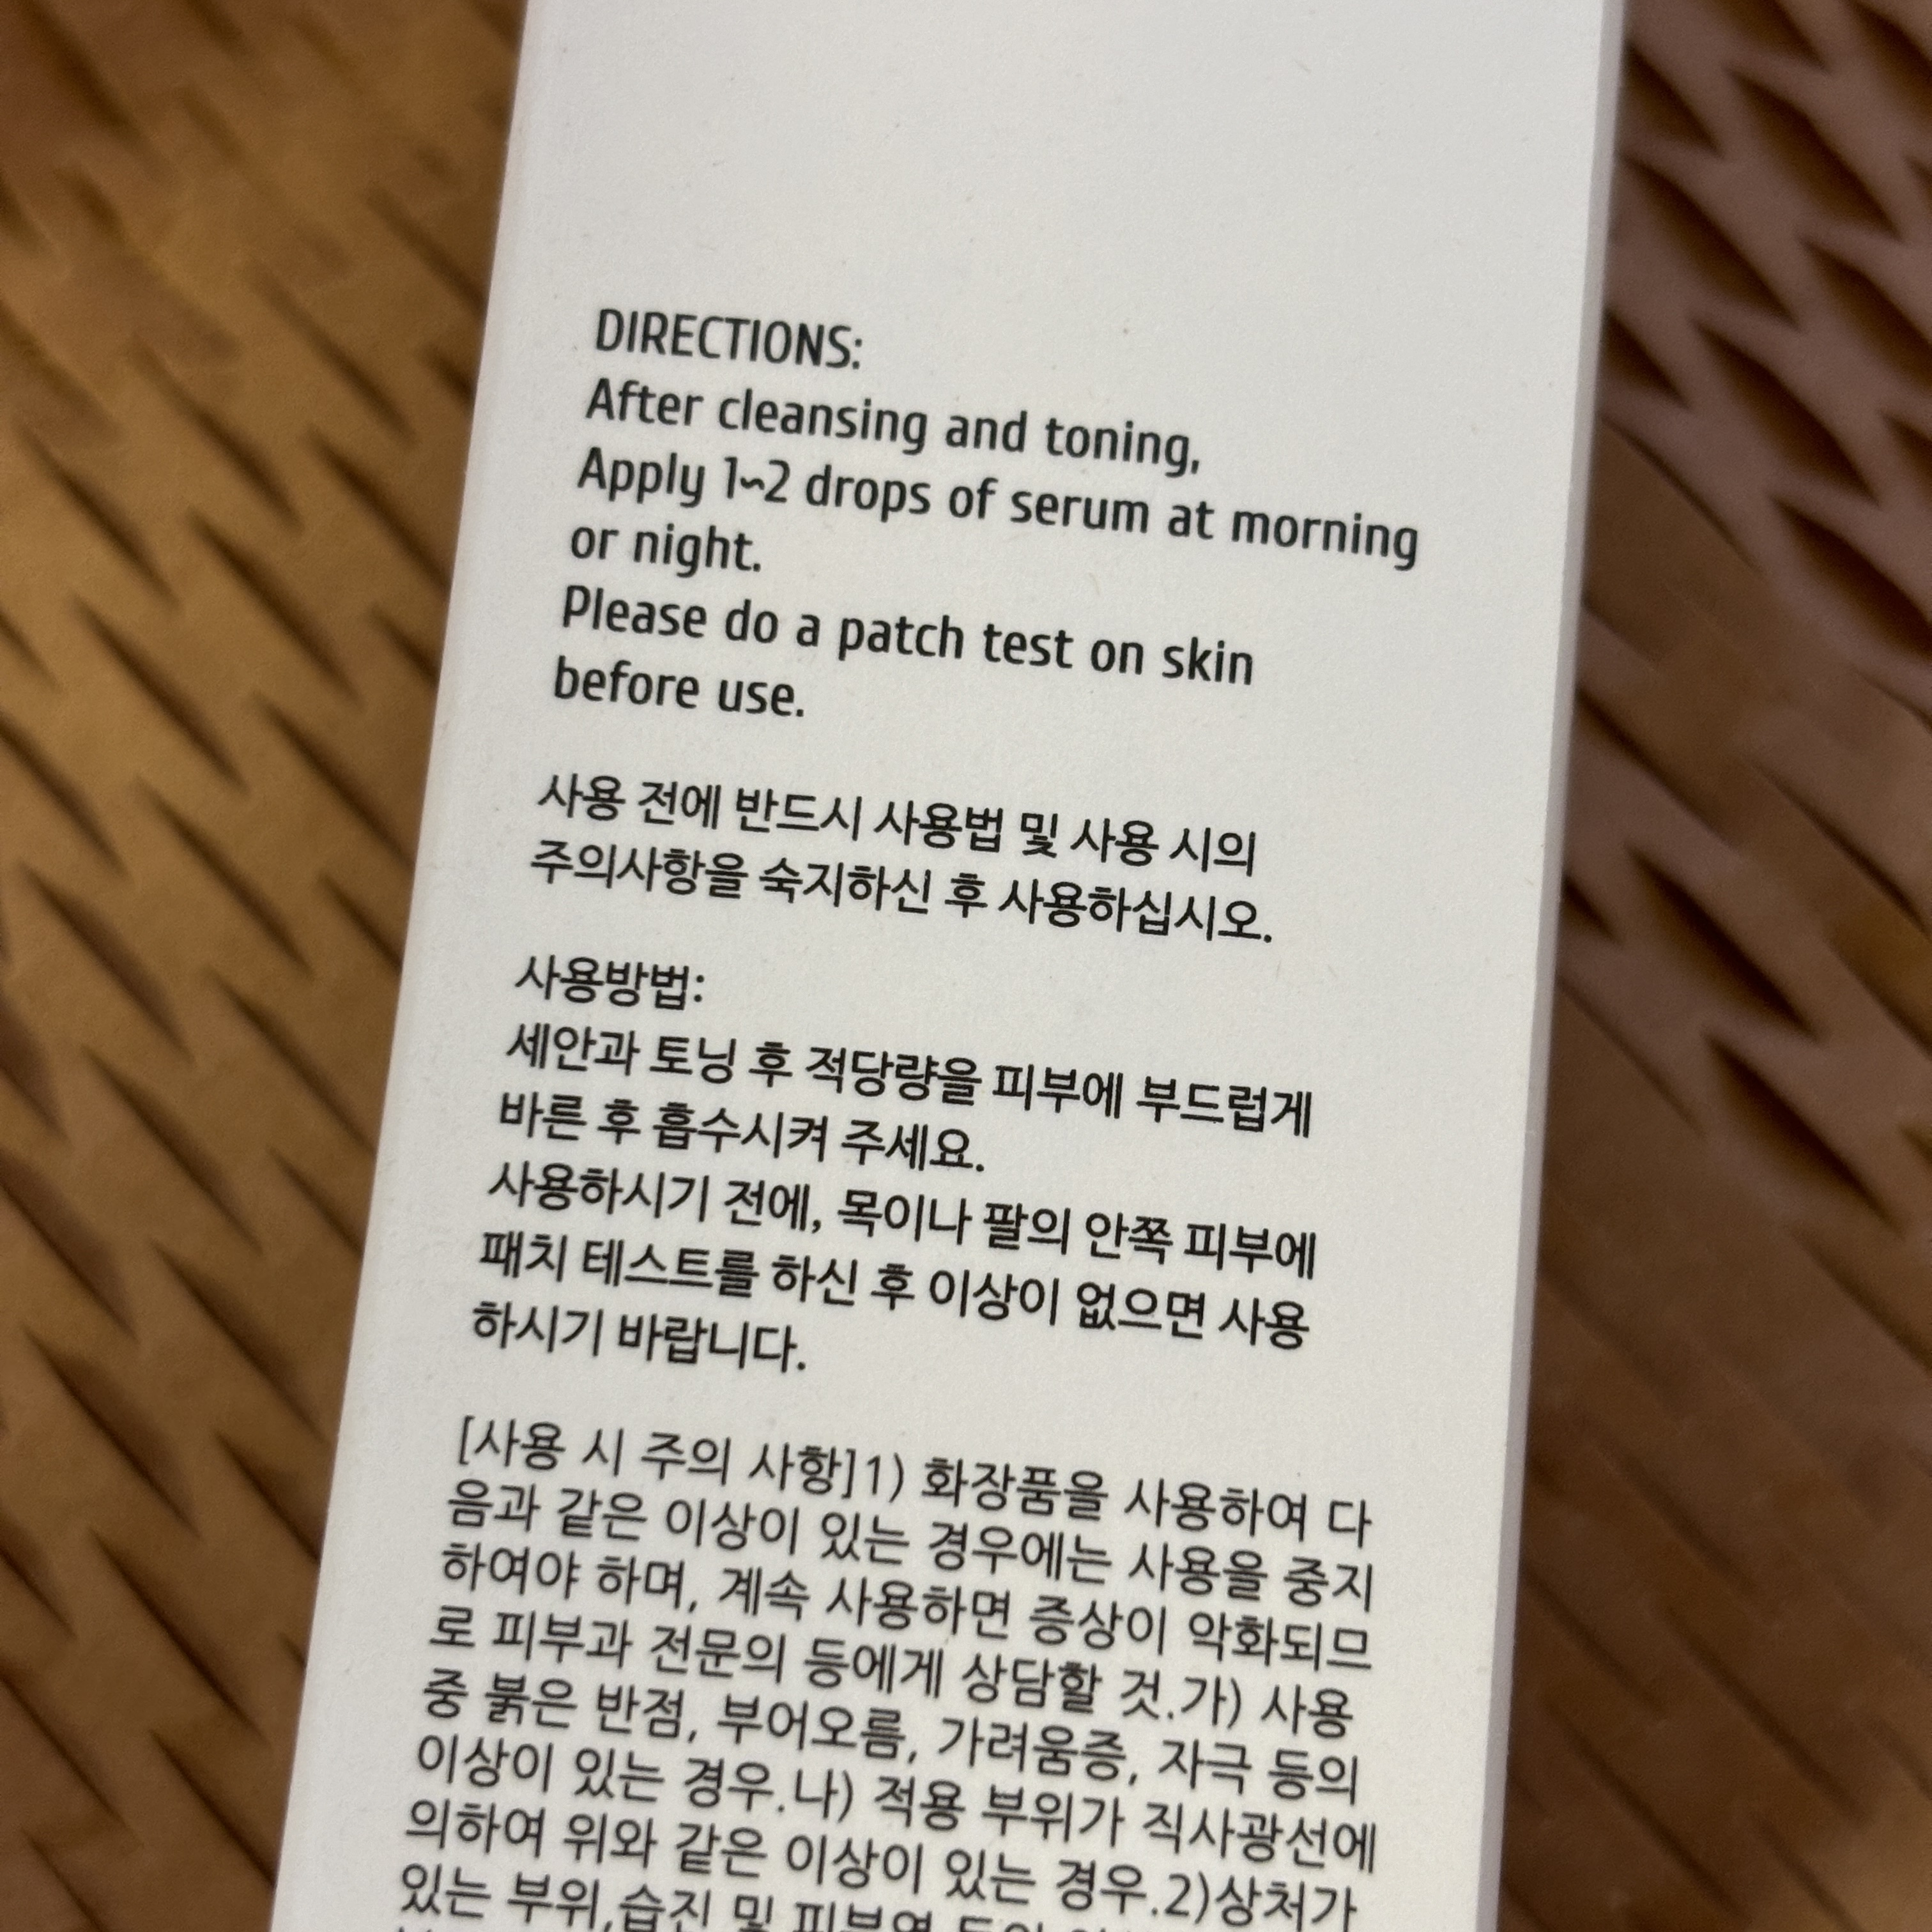 DIRECTIONS:
After cleansing and toning,
Apply 1~2 drops of serum at morning
or night.
Please do a patch test on skin
before use.
사용 전에 반드시 사용법 및 사용 시의
주의사항을 숙지하신 후 사용하십시오.
사용방법:
세안과 토닝 후 적당량을 피부에 부드럽게
바른 후 흡수시켜 주세요.
사용하시기 전에, 목이나 팔의 안쪽 피부에
패치 테스트를 하신 후 이상이 없으면 사용
하시기 바랍니다.
[사용 시 주의 사항]1) 화장품을 사용하여 다
음과 같은 이상이 있는 경우에는 사용을 중지
하여야 하며, 계속 사용하면 증상이 악화되므
로 피부과 전문의 등에게 상담할 것.가) 사용
중 붉은 반점, 부어오름, 가려움증, 자극 등의
이상이 있는 경우.나) 적용 부위가 직사광선에
의하여 위와 같은 이상이 있는 경우.2)상처가
있는 부위,습진 및